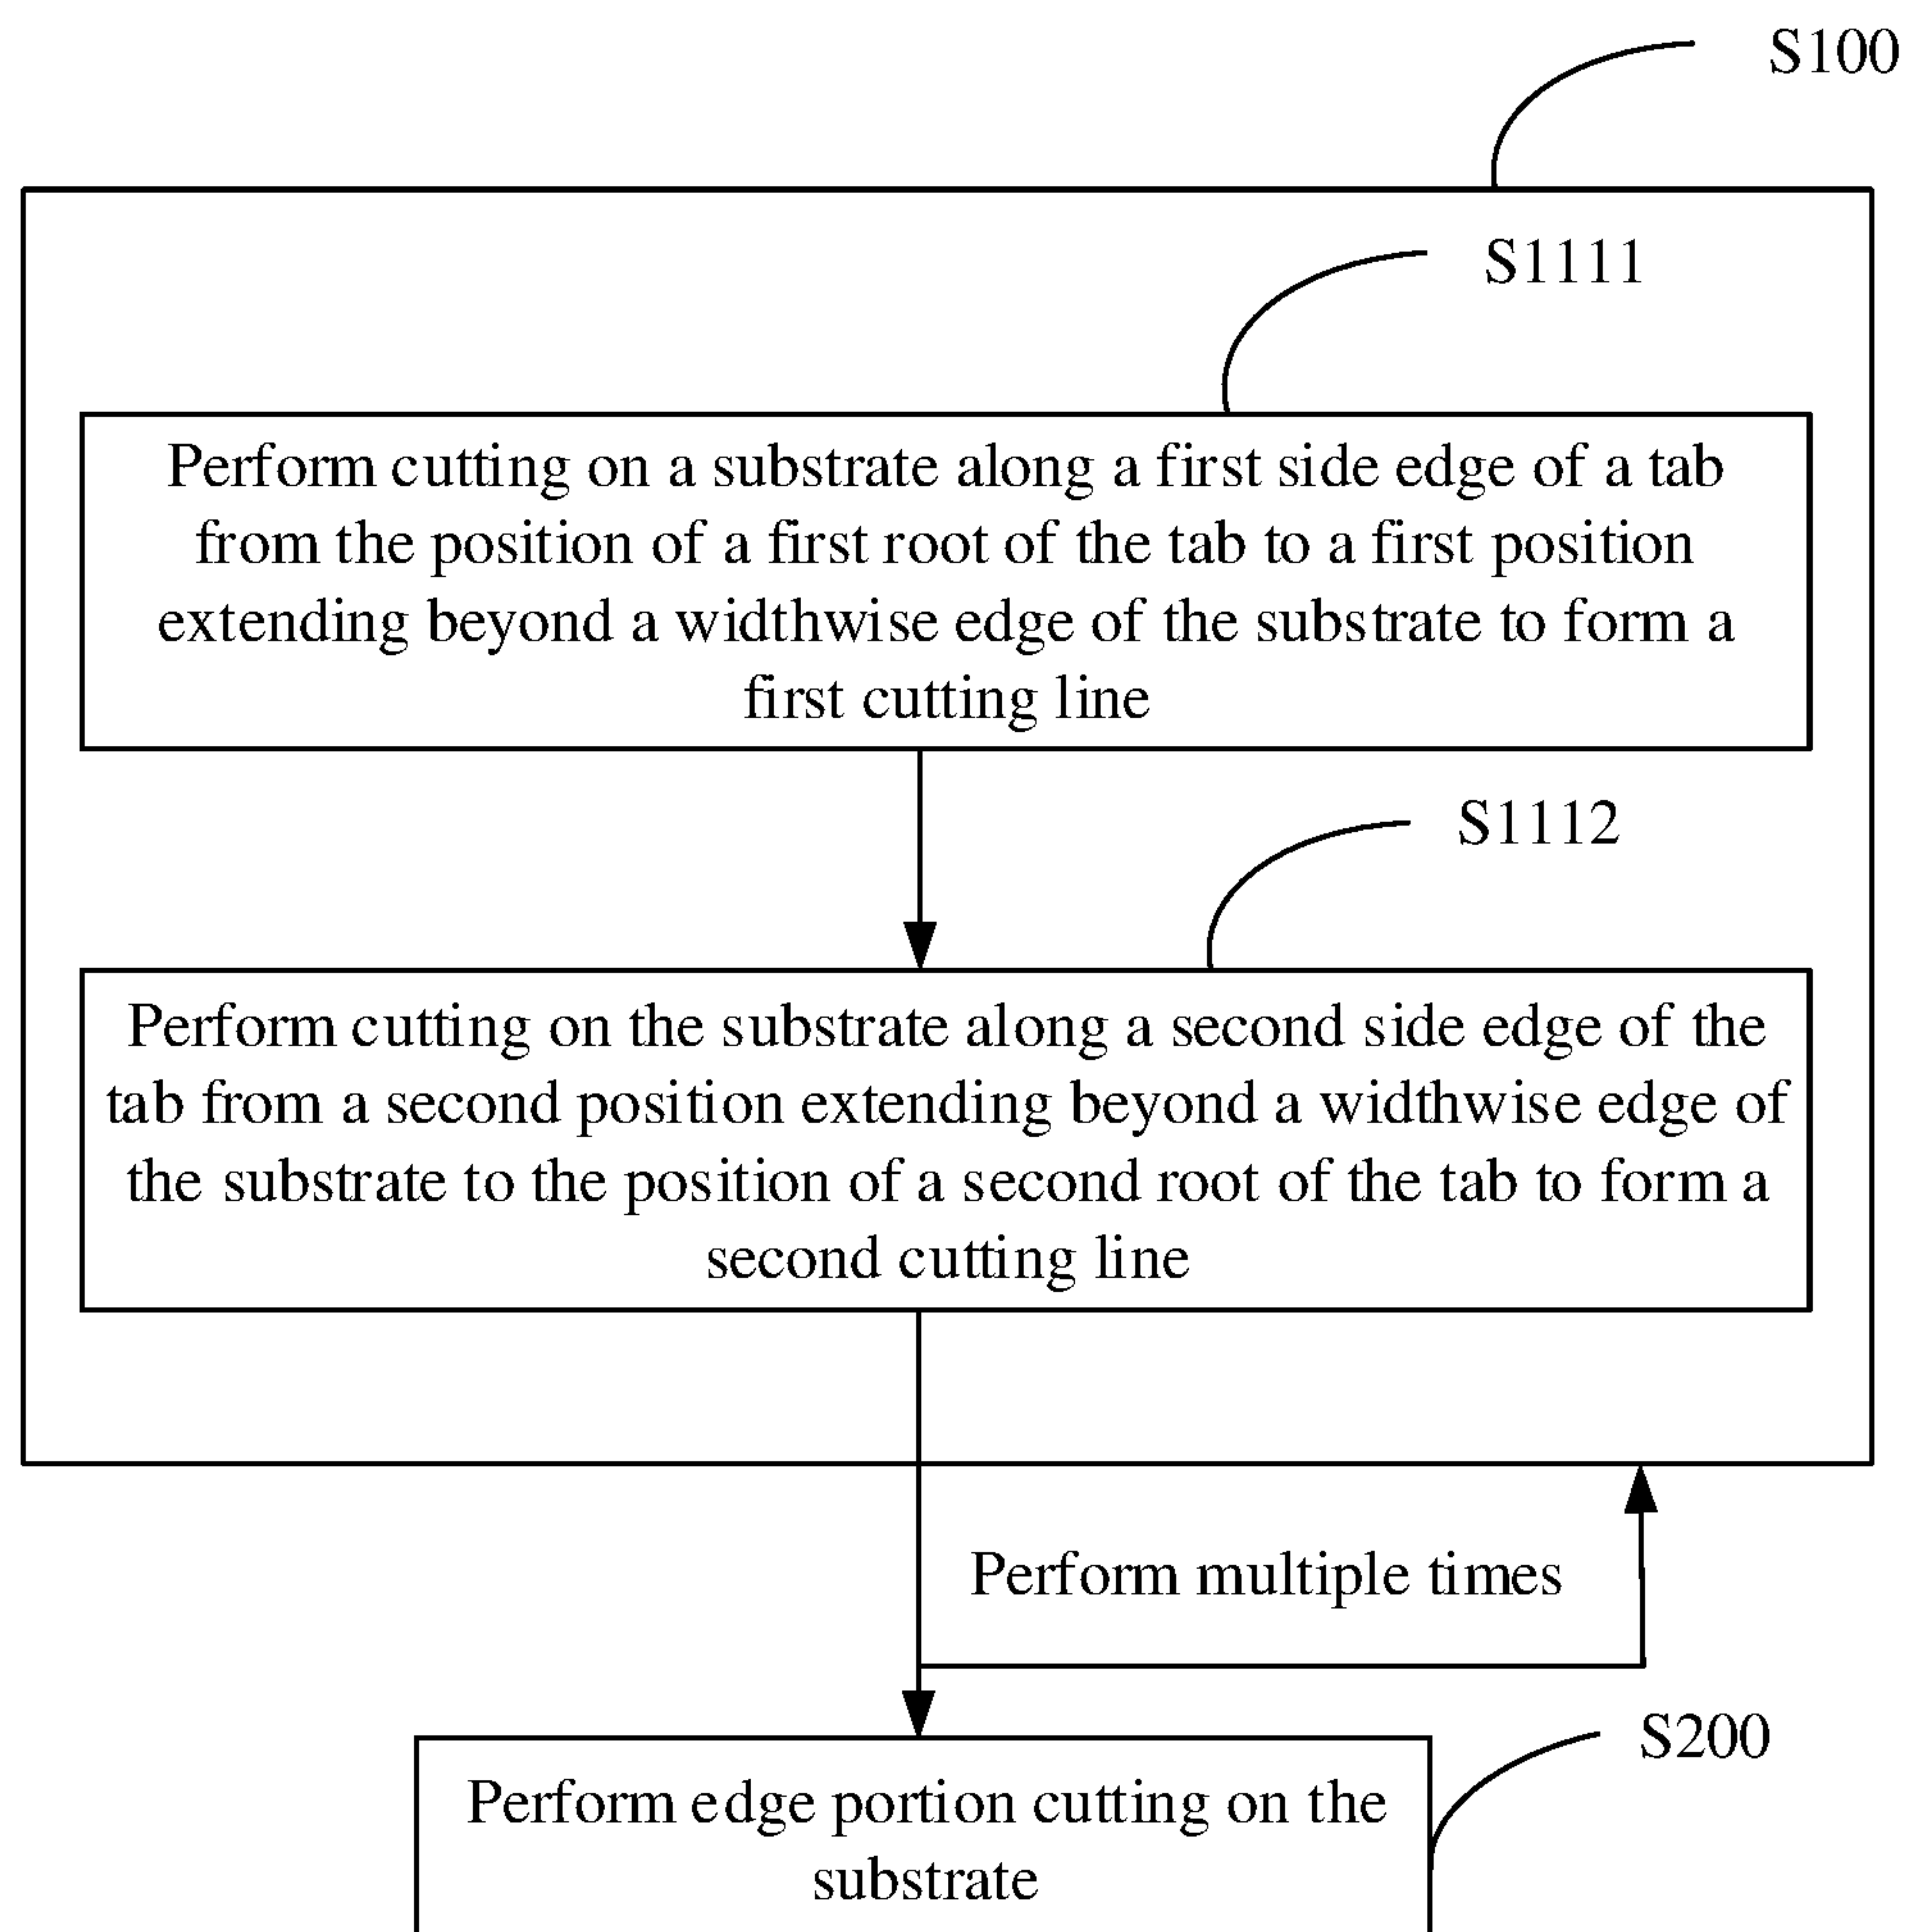 S100
S1111
Perform cutting on a substrate along a first side edge of a tab
from the position of a first root of the tab to a first position
extending beyond a widthwise edge of the substrate to form a
first cutting line
S1112
Perform cutting on the substrate along a second side edge of the
tab from a second position extending beyond a widthwise edge of
the substrate to the position of a second root of the tab to form a
second cutting line
Perform multiple times
S200
Perform edge portion cutting on the
substrate